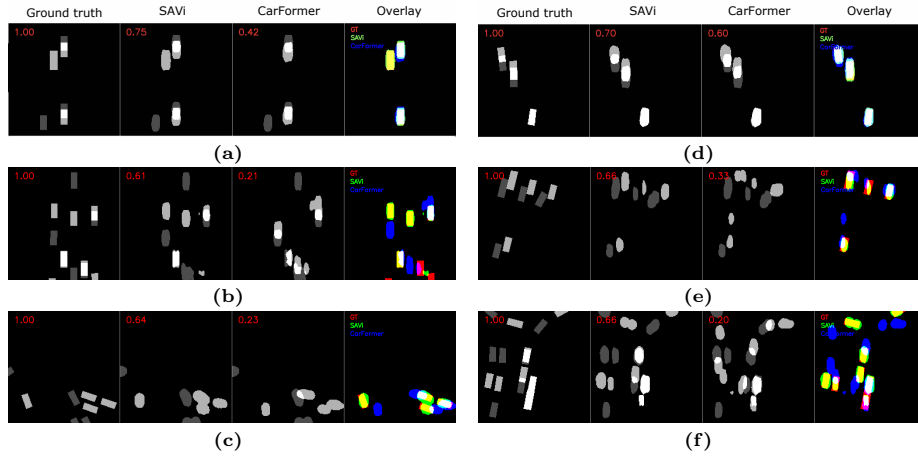 Ground truth SAVi CarFormer Overlay
1.00 0.75 0.42 GT
SAVi
CarFormer
(a)
Ground truth SAVi CarFormer Overlay
1.00 0.70 0.60 GT
SAVi
CarFormer
(d)
1.00 0.61 0.21 GT
SAVi
CarFormer
(b)
1.00 0.66 0.33 GT
SAVi
CarFormer
(e)
1.00 0.64 0.23 GT
SAVi
CarFormer
(c)
1.00 0.66 0.20 GT
SAVi
CarFormer
(f)